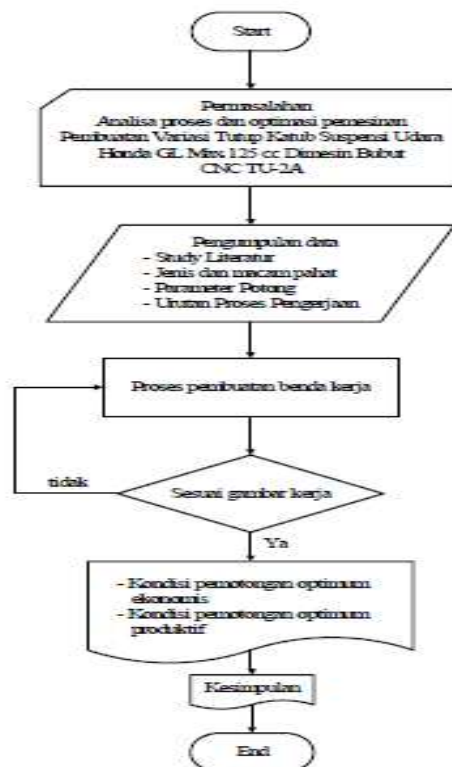 Start
Permasalahan
Analisa proses dan optimasi pemesinan
Pembuatan Variasi Tutup Katub Suspensi Udara
Honda GL Max 125 cc Dimesin Bubut
CNC TU-2A
Pengumpulan data
- Study Literatur
- Jenis dan macam pahat
- Parameter Potong
- Urutan Proses Pengerjaan
Proses pembuatan benda kerja
tidak
Sesuai gambar kerja
Ya
- Kondisi pemotongan optimum
ekonomis
- Kondisi pemotongan optimum
produktif
Kesimpulan
End